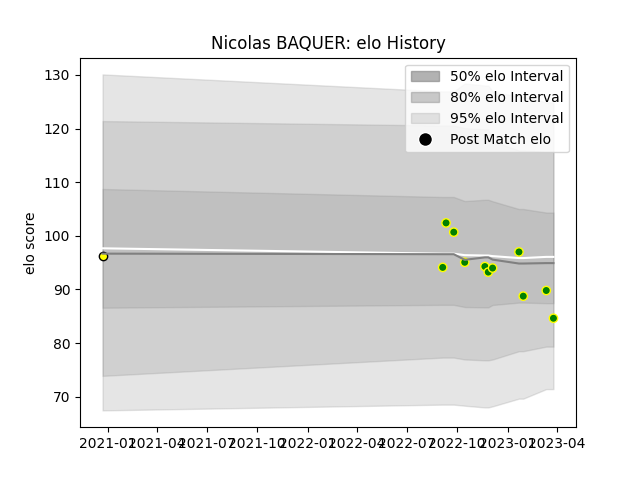 Nicolas BAQUER: elo History
50% elo Interval
80% elo Interval
95% elo Interval
Post Match elo
elo score
130
120
110
100
90
80
70
2021-01 2021-04 2021-07 2021-10 2022-01 2022-04 2022-07 2022-10 2023-01 2023-04